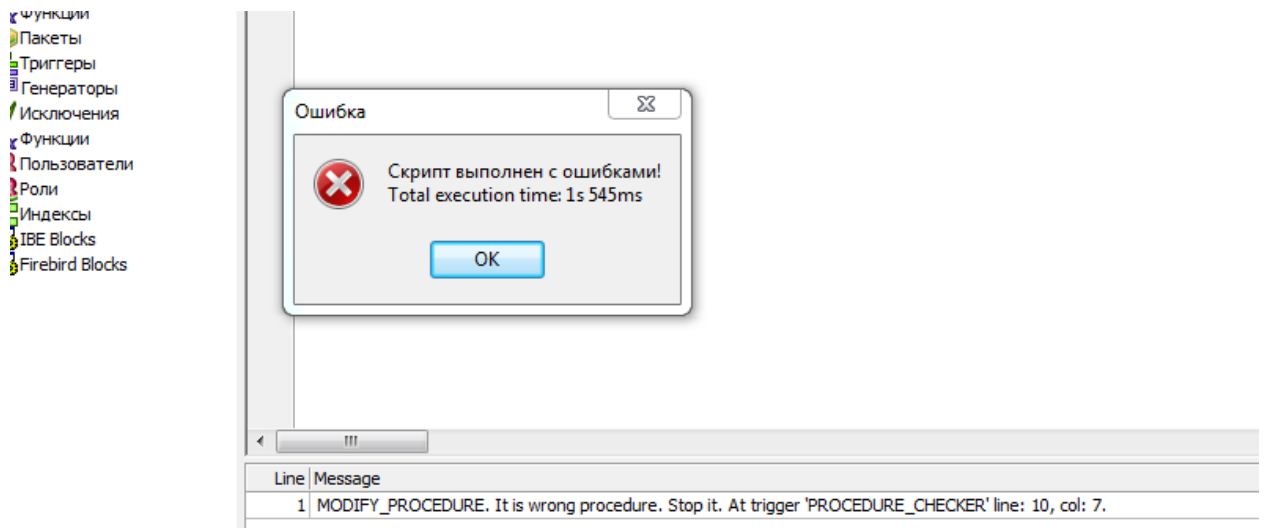 Функции
Пакеты
Триггеры
Генераторы
Исключения
Функции
Пользователи
Роли
Индексы
IBE Blocks
Firebird Blocks
Ошибка
Скрипт выполнен с ошибками!
Total execution time: 1s 545ms
OK
Line Message
1 MODIFY_PROCEDURE. It is wrong procedure. Stop it. At trigger 'PROCEDURE_CHECKER' line: 10, col: 7.